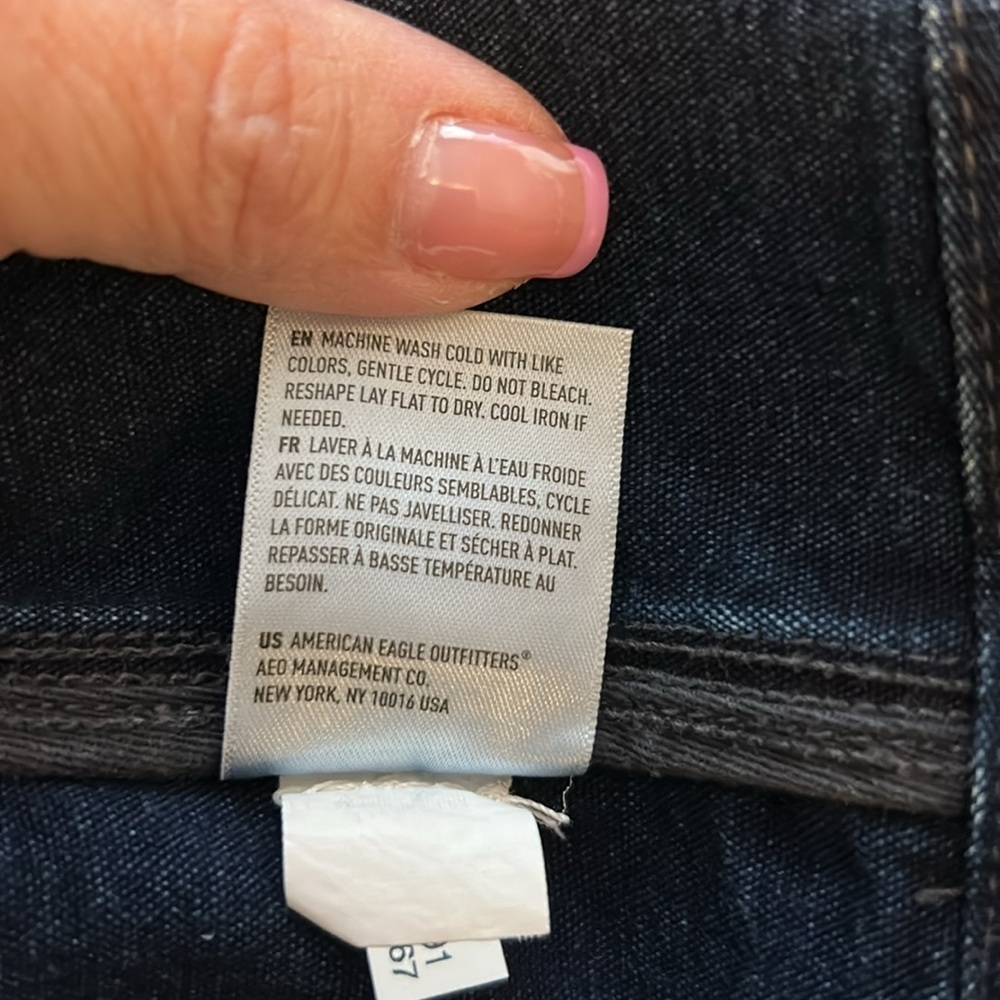 EN MACHINE WASH COLD WITH LIKE
COLORS, GENTLE CYCLE. DO NOT BLEACH.
RESHAPE LAY FLAT TO DRY. COOL IRON IF
NEEDED.
FR LAVER À LA MACHINE À L'EAU FROIDE
AVEC DES COULEURS SEMBLABLES, CYCLE
DÉLICAT. NE PAS JAVELLISER. REDONNER
LA FORME ORIGINALE ET SÉCHER À PLAT.
REPASSER À BASSE TEMPÉRATURE AU
BESOIN.
US AMERICAN EAGLE OUTFITTERS®
AEO MANAGEMENT CO.
NEW YORK, NY 10016 USA
67